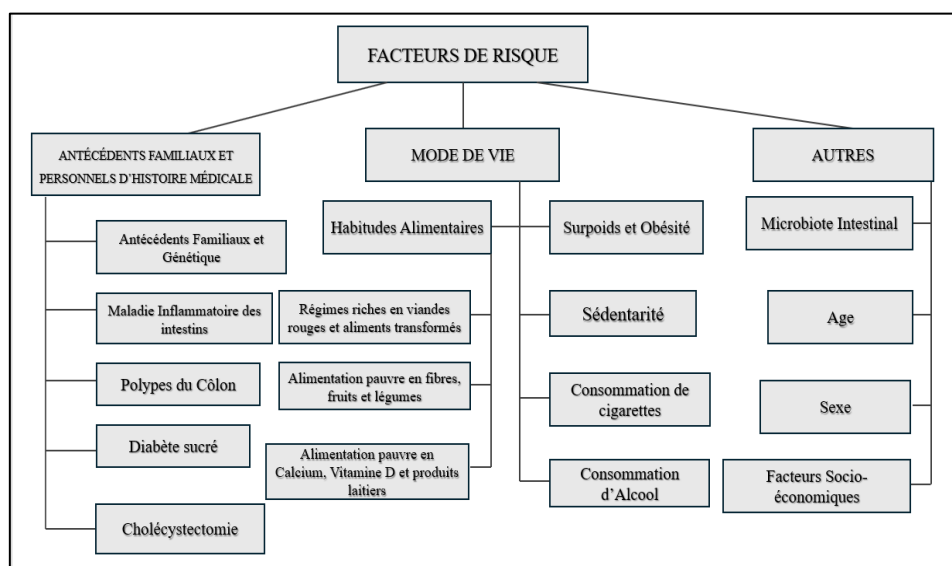 FACTEURS DE RISQUE
ANTÉCÉDENTS FAMILIAUX ET
PERSONNELS D'HISTOIRE MÉDICALE
Antécédents Familiaux et
Génétique
Maladie Inflammatoire des
intestins
Polypes du Côlon
Diabète sucré
Cholécystectomie
MODE DE VIE
Habitudes Alimentaires
Régimes riches en viandes
rouges et aliments transformés
Alimentation pauvre en fibres,
fruits et légumes
Alimentation pauvre en
Calcium, Vitamine D et produits
laitiers
Surpoids et Obésité
Sédentarité
Consommation de
cigarettes
Consommation
d'Alcool
AUTRES
Microbiote Intestinal
Age
Sexe
Facteurs Socio-
économiques